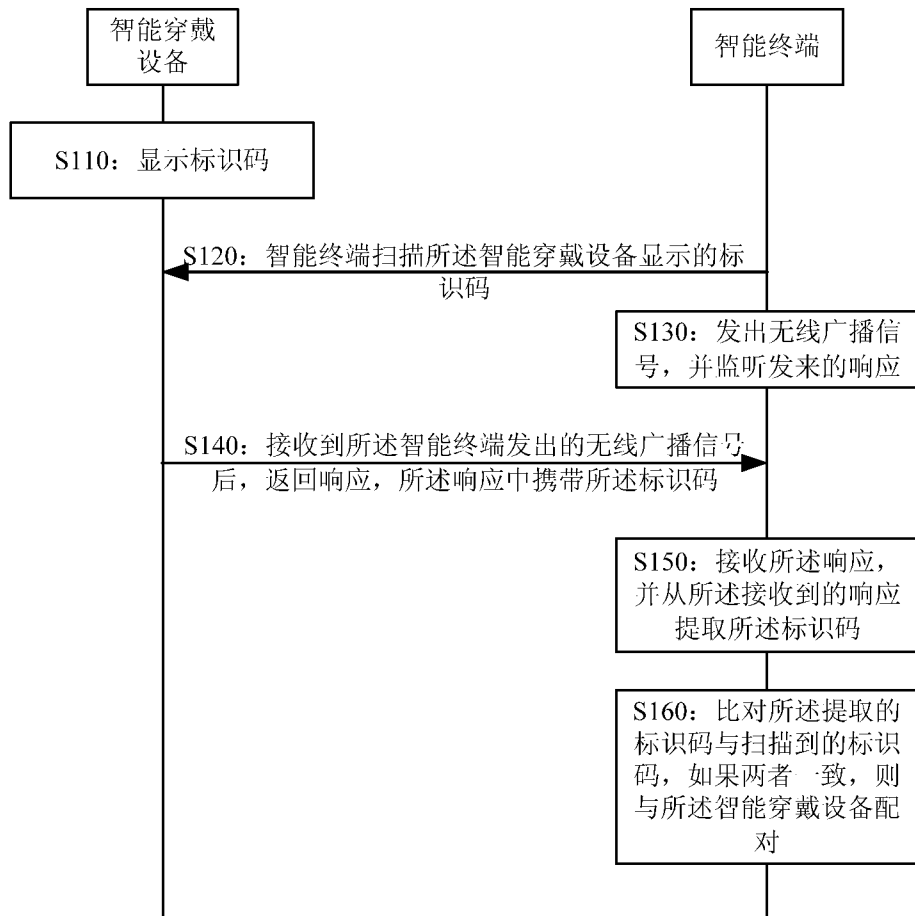 智能穿戴
设备
智能终端
S110：显示标识码
S120：智能终端扫描所述智能穿戴设备显示的标
识码
S130：发出无线广播信
号，并监听发来的响应
S140：接收到所述智能终端发出的无线广播信号
后，返回响应，所述响应中携带所述标识码
S150：接收所述响应，
并从所述接收到的响应
提取所述标识码
S160：比对所述提取的
标识码与扫描到的标识
码，如果两者一致，则
与所述智能穿戴设备配
对